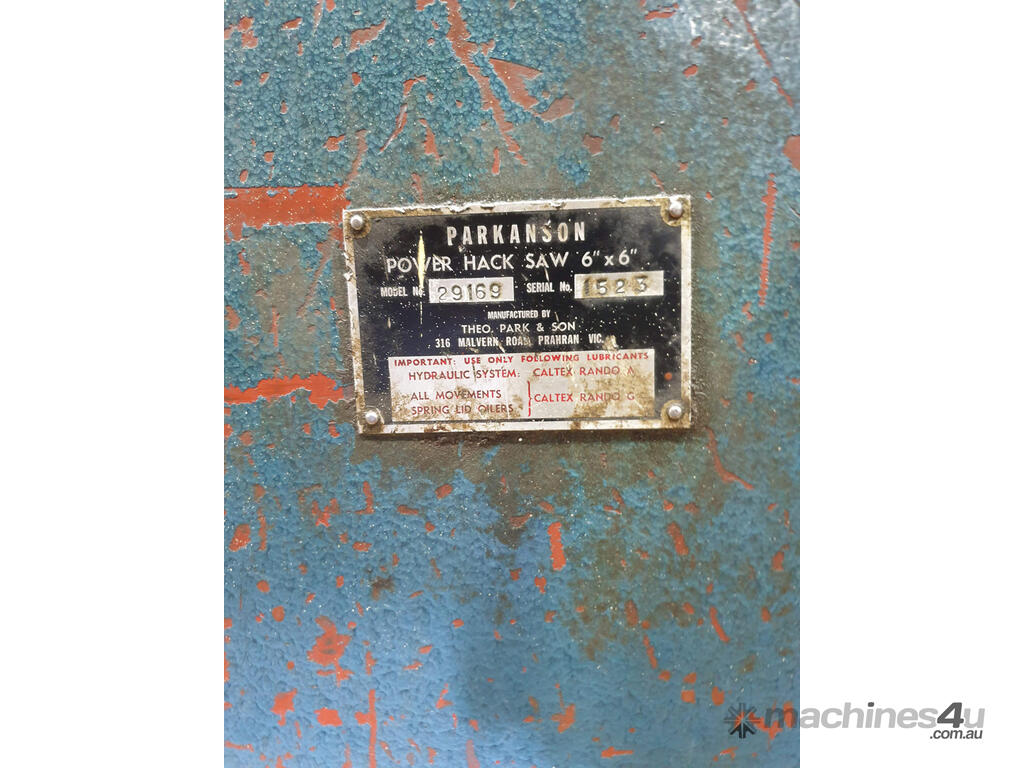 PARKANSON
POWER HACK SAW 6" x 6"
MODEL No. 29169 SERIAL No. 1523
MANUFACTURED BY
THEO. PARK & SON
316 MALVERN ROAD, PRAHRAN VIC.
IMPORTANT: USE ONLY FOLLOWING LUBRICANTS
HYDRAULIC SYSTEM: CALTEX RANDO A
ALL MOVEMENTS
SPRING LID OILERS } CALTEX RANDO G
machines4u
.com.au